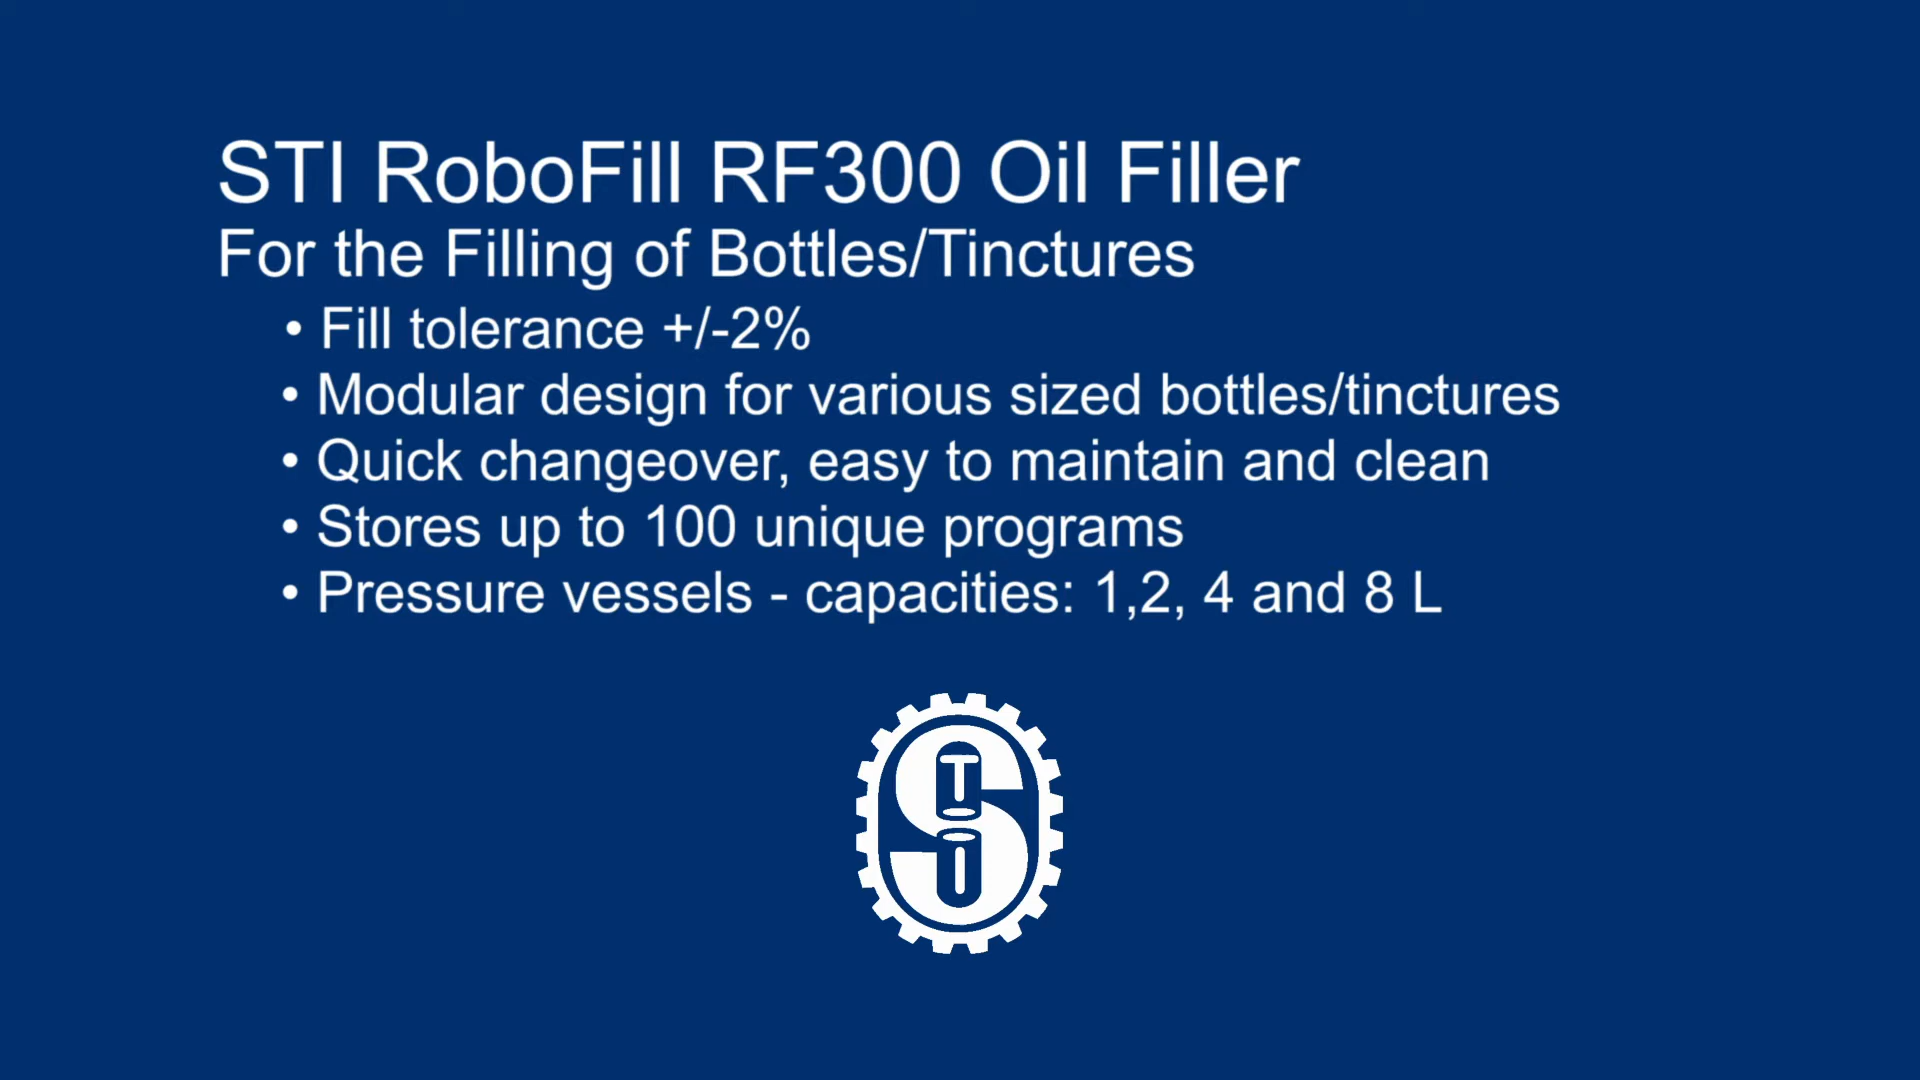 STI RoboFill RF300 Oil Filler
For the Filling of Bottles/Tinctures
• Fill tolerance +/-2%
• Modular design for various sized bottles/tinctures
• Quick changeover, easy to maintain and clean
• Stores up to 100 unique programs
• Pressure vessels - capacities: 1,2, 4 and 8 L
STI